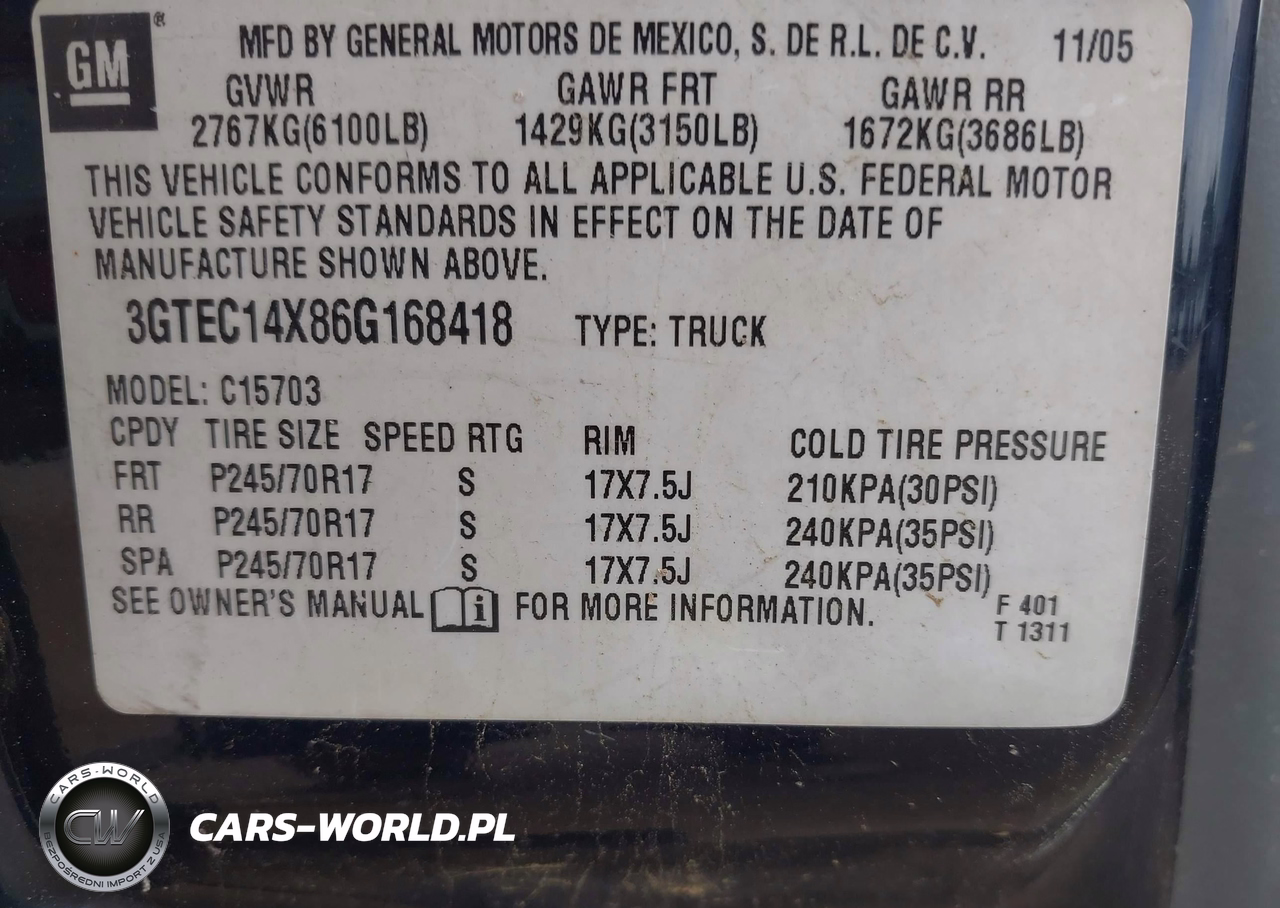 GM ®
MFD BY GENERAL MOTORS DE MEXICO, S. DE R.L. DE C.V. 11/05
GVWR GAWR FRT GAWR RR
2767KG(6100LB) 1429KG(3150LB) 1672KG(3686LB)
THIS VEHICLE CONFORMS TO ALL APPLICABLE U.S. FEDERAL MOTOR
VEHICLE SAFETY STANDARDS IN EFFECT ON THE DATE OF
MANUFACTURE SHOWN ABOVE.
3GTEC14X86G168418 TYPE: TRUCK
MODEL: C15703
CPDY TIRE SIZE SPEED RTG RIM COLD TIRE PRESSURE
FRT P245/70R17 S 17X7.5J 210KPA(30PSI)
RR P245/70R17 S 17X7.5J 240KPA(35PSI)
SPA P245/70R17 S 17X7.5J 240KPA(35PSI)
SEE OWNER'S MANUAL i FOR MORE INFORMATION.
F 401
T 1311
CARS-WORLD
CW
BEZPOŚREDNI IMPORT Z USA
CARS-WORLD.PL